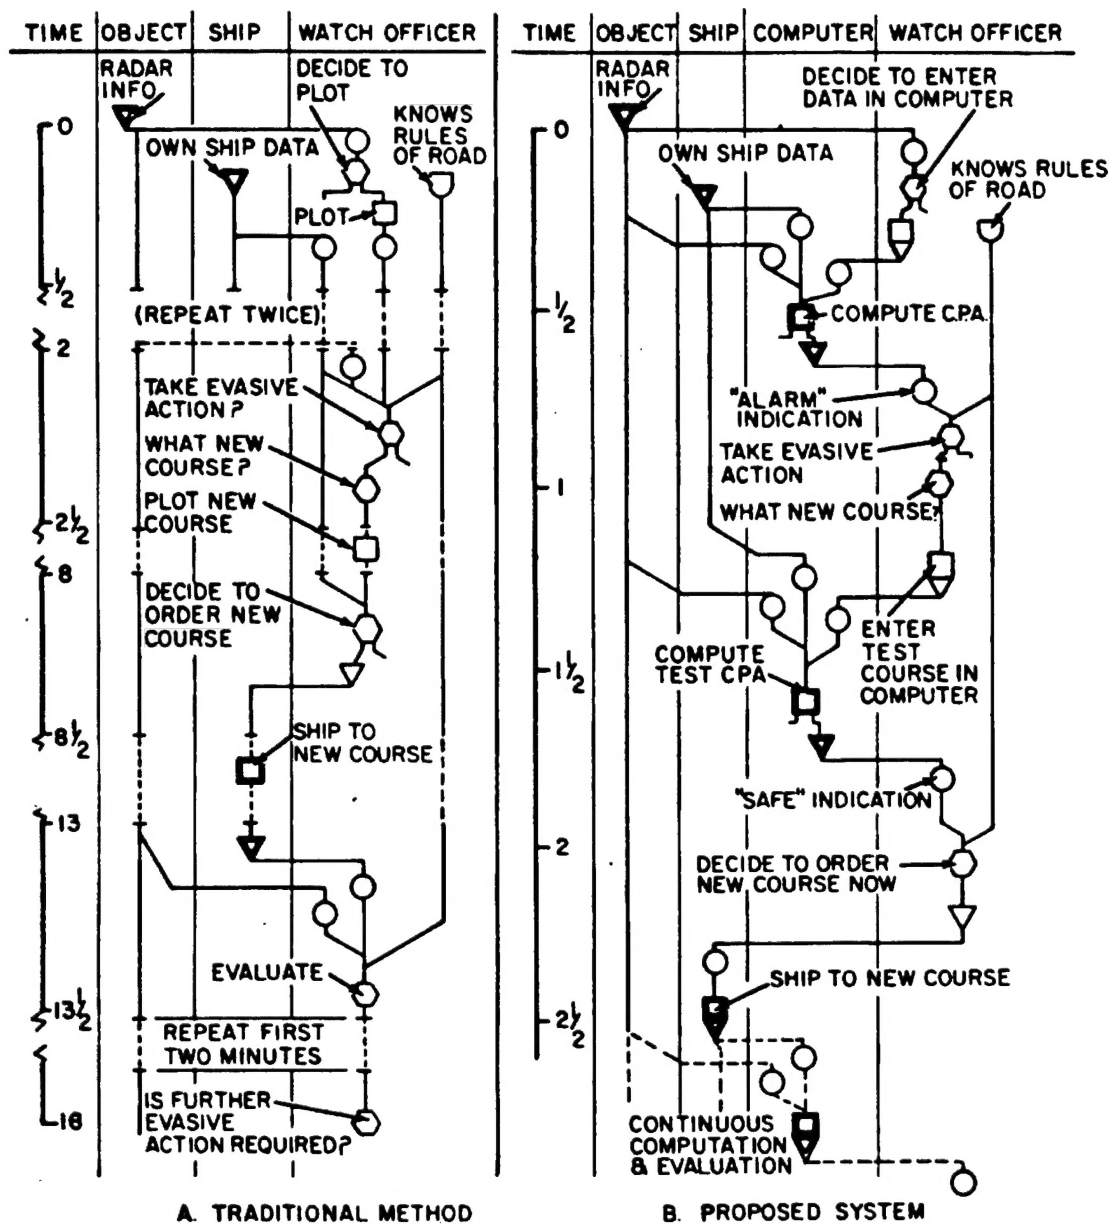 TIME OBJECT SHIP WATCH OFFICER
RADAR
INFO
DECIDE TO
PLOT
KNOWS
RULES
OF ROAD
0
OWN SHIP DATA
PLOT
1/2
(REPEAT TWICE)
2
TAKE EVASIVE
ACTION?
WHAT NEW
COURSE?
PLOT NEW
COURSE
2 1/2
8
DECIDE TO
ORDER NEW
COURSE
8 1/2
SHIP TO
NEW COURSE
13
EVALUATE
13 1/2
REPEAT FIRST
TWO MINUTES
IS FURTHER
EVASIVE
ACTION REQUIRED?
16
A. TRADITIONAL METHOD
TIME OBJECT SHIP COMPUTER WATCH OFFICER
RADAR
INFO
DECIDE TO ENTER
DATA IN COMPUTER
0
OWN SHIP DATA
KNOWS RULES
OF ROAD
1/2
COMPUTE C.P.A.
"ALARM"
INDICATION
TAKE EVASIVE
ACTION
1
WHAT NEW COURSE?
ENTER
TEST
COURSE IN
COMPUTER
COMPUTE
TEST CPA
1 1/2
"SAFE" INDICATION
2
DECIDE TO ORDER
NEW COURSE NOW
SHIP TO NEW COURSE
2 1/2
CONTINUOUS
COMPUTATION
& EVALUATION
B. PROPOSED SYSTEM